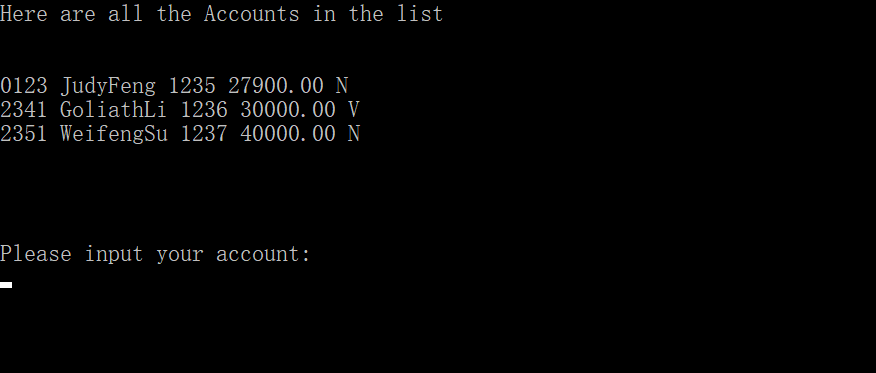 Here are all the Accounts in the list
0123 JudyFeng 1235 27900.00 N
2341 GoliathLi 1236 30000.00 V
2351 WeifengSu 1237 40000.00 N
Please input your account: